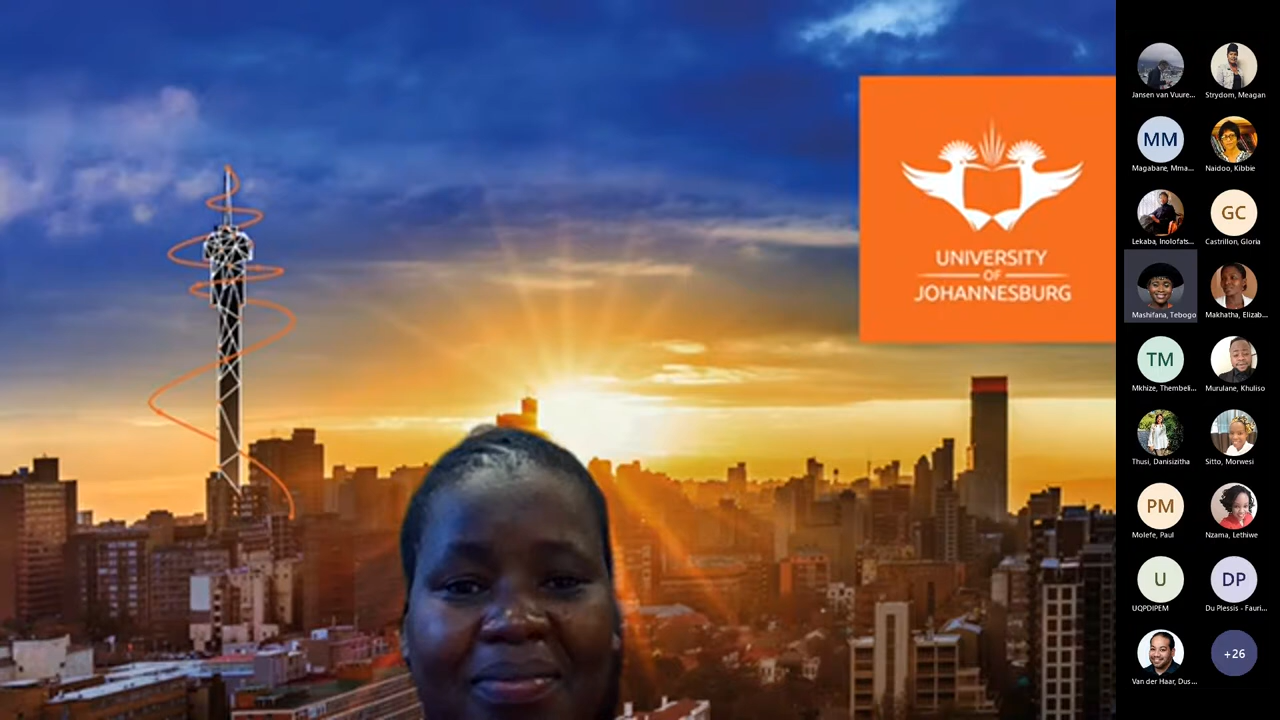 UNIVERSITY
OF
JOHANNESBURG
Jansen van Vuure...
Strydom, Meagan
MM
Magabane, Mma...
Naidoo, Kibbie
Lekaba, Inolofats...
GC
Castrillon, Gloria
Mashifana, Tebogo
Makhatha, Elizab...
TM
Mkhize, Thembeli...
Murulane, Khuliso
Thusi, Danisizitha
Sitto, Morwesi
PM
Molefe, Paul
Nzama, Lethiwe
U
UQPDIPEM
DP
Du Plessis - Fauri...
Van der Haar, Dus...
+26